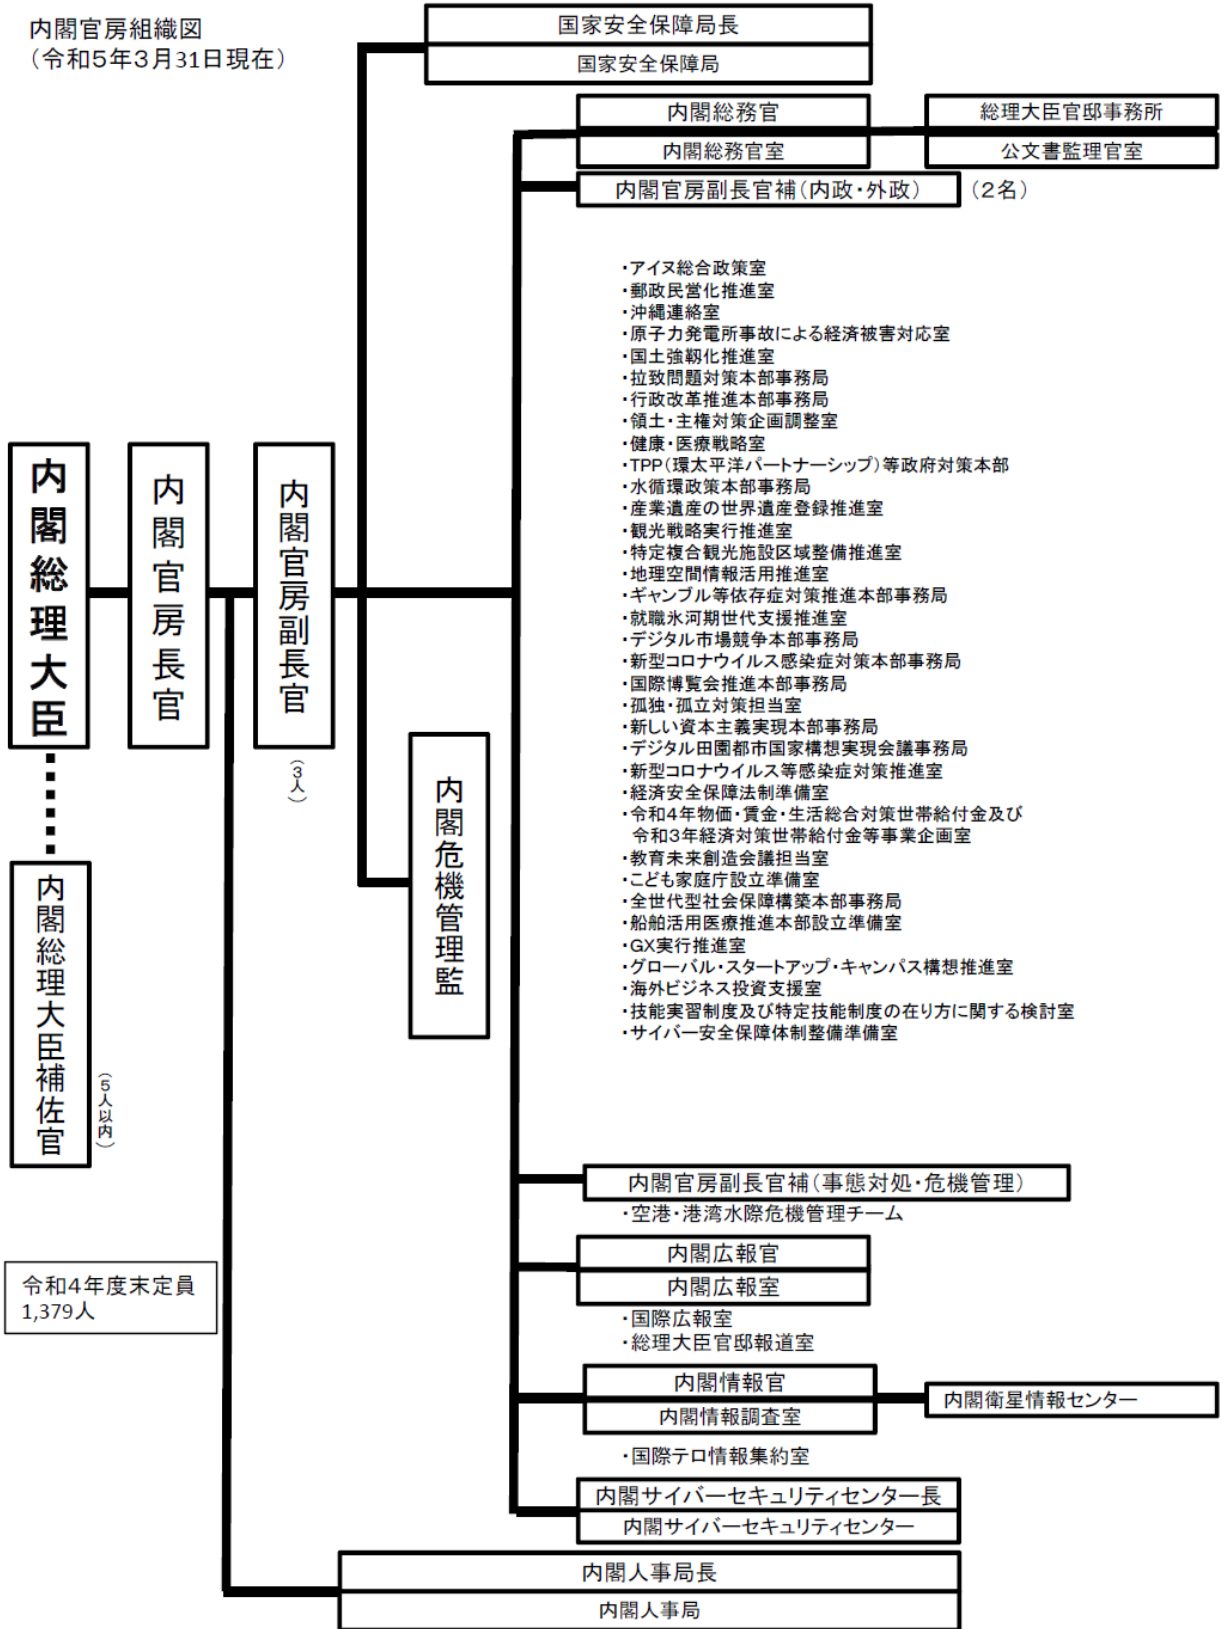 内閣官房組織図
（令和５年３月31日現在）
国家安全保障局長
国家安全保障局
内閣総務官
内閣総務官室
総理大臣官邸事務所
公文書監理官室
内閣官房副長官補（内政・外政）
（２名）
・アイヌ総合政策室
・郵政民営化推進室
・沖縄連絡室
・原子力発電所事故による経済被害対応室
・国土強靱化推進室
・拉致問題対策本部事務局
・行政改革推進本部事務局
・領土・主権対策企画調整室
・健康・医療戦略室
・TPP（環太平洋パートナーシップ）等政府対策本部
・水循環政策本部事務局
・産業遺産の世界遺産登録推進室
・観光戦略実行推進室
・特定複合観光施設区域整備推進室
・地理空間情報活用推進室
・ギャンブル等依存症対策推進本部事務局
・就職氷河期世代支援推進室
・デジタル市場競争本部事務局
・新型コロナウイルス感染症対策本部事務局
・国際博覧会推進本部事務局
・孤独・孤立対策担当室
・新しい資本主義実現本部事務局
・デジタル田園都市国家構想実現会議事務局
・新型コロナウイルス等感染症対策推進室
・経済安全保障法制準備室
・令和４年物価・賃金・生活総合対策世帯給付金及び
令和３年経済対策世帯給付金等事業企画室
・教育未来創造会議担当室
・こども家庭庁設立準備室
・全世代型社会保障構築本部事務局
・船舶活用医療推進本部設立準備室
・GX実行推進室
・グローバル・スタートアップ・キャンパス構想推進室
・海外ビジネス投資支援室
・技能実習制度及び特定技能制度の在り方に関する検討室
・サイバー安全保障体制整備準備室
内閣総理大臣
内閣官房長官
内閣官房副長官
（３人）
内閣危機管理監
内閣総理大臣補佐官
（５人以内）
内閣官房副長官補（事態対処・危機管理）
・空港・港湾水際危機管理チーム
内閣広報官
内閣広報室
・国際広報室
・総理大臣官邸報道室
令和４年度末定員
1,379人
内閣情報官
内閣情報調査室
内閣衛星情報センター
・国際テロ情報集約室
内閣サイバーセキュリティセンター長
内閣サイバーセキュリティセンター
内閣人事局長
内閣人事局